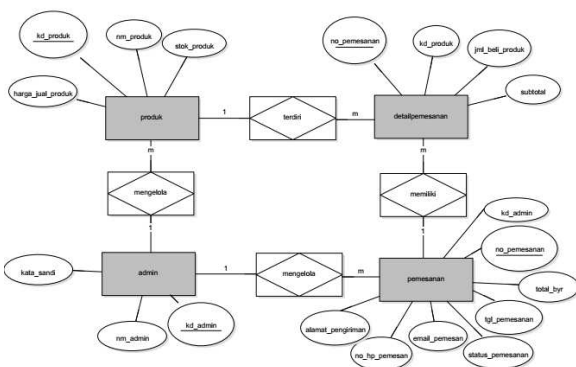 kd_produk
nm_produk
stok_produk
harga_jual_produk
produk
1
terdiri
m
no_pemesanan
kd_produk
jml_beli_produk
subtotal
detailpemesanan
m
mengelola
1
m
memiliki
1
kata_sandi
admin
nm_admin
kd_admin
1
mengelola
m
pemesanan
kd_admin
no_pemesanan
total_byr
tgl_pemesanan
status_pemesanan
email_pemesan
no_hp_pemesan
alamat_pengiriman